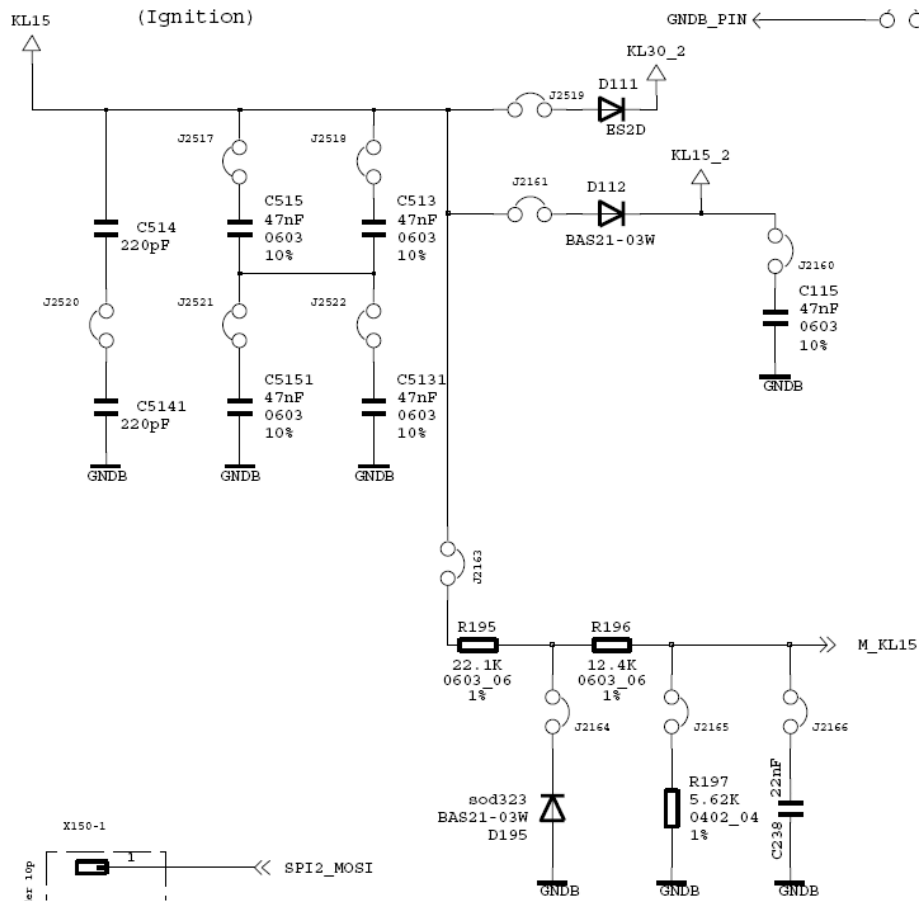 KL15
(Ignition)
GNDB_PIN
KL30_2
D111
J2519
ES2D
J2517
J2518
KL15_2
J2161
D112
BAS21-03W
C514
220pF
C515
47nF
0603
10%
C513
47nF
0603
10%
J2160
C115
47nF
0603
10%
GNDB
J2520
J2521
J2522
C5141
220pF
C5151
47nF
0603
10%
C5131
47nF
0603
10%
GNDB
GNDB
GNDB
J2163
R195
22.1K
0603_06
1%
R196
12.4K
0603_06
1%
M_KL15
J2164
J2165
J2166
sod323
BAS21-03W
D195
R197
5.62K
0402_04
1%
22nF
C238
GNDB
GNDB
GNDB
X150-1
1
SPI2_MOSI
er 10p